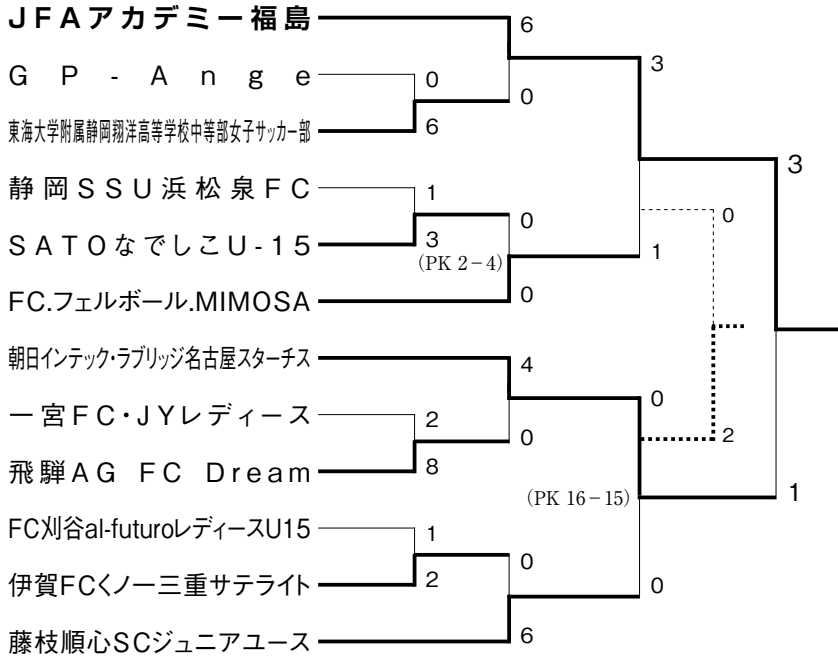 JFAアカデミー福島
GP-Ange
東海大学附属静岡翔洋高等学校中等部女子サッカー部
静岡SSU浜松泉FC
SATOなでしこU-15
FC.フェルボール.MIMOSA
朝日インテック・ラブリッジ名古屋スターチス
一宮FC・JYレディース
飛騨AG FC Dream
FC刈谷al-futuroレディースU15
伊賀FCくノ一三重サテライト
藤枝順心SCジュニアユース
0
6
1
3
2
8
1
2
6
0
0
(PK 2-4)
0
4
0
0
6
3
1
0
(PK 16-15)
0
0
2
3
1